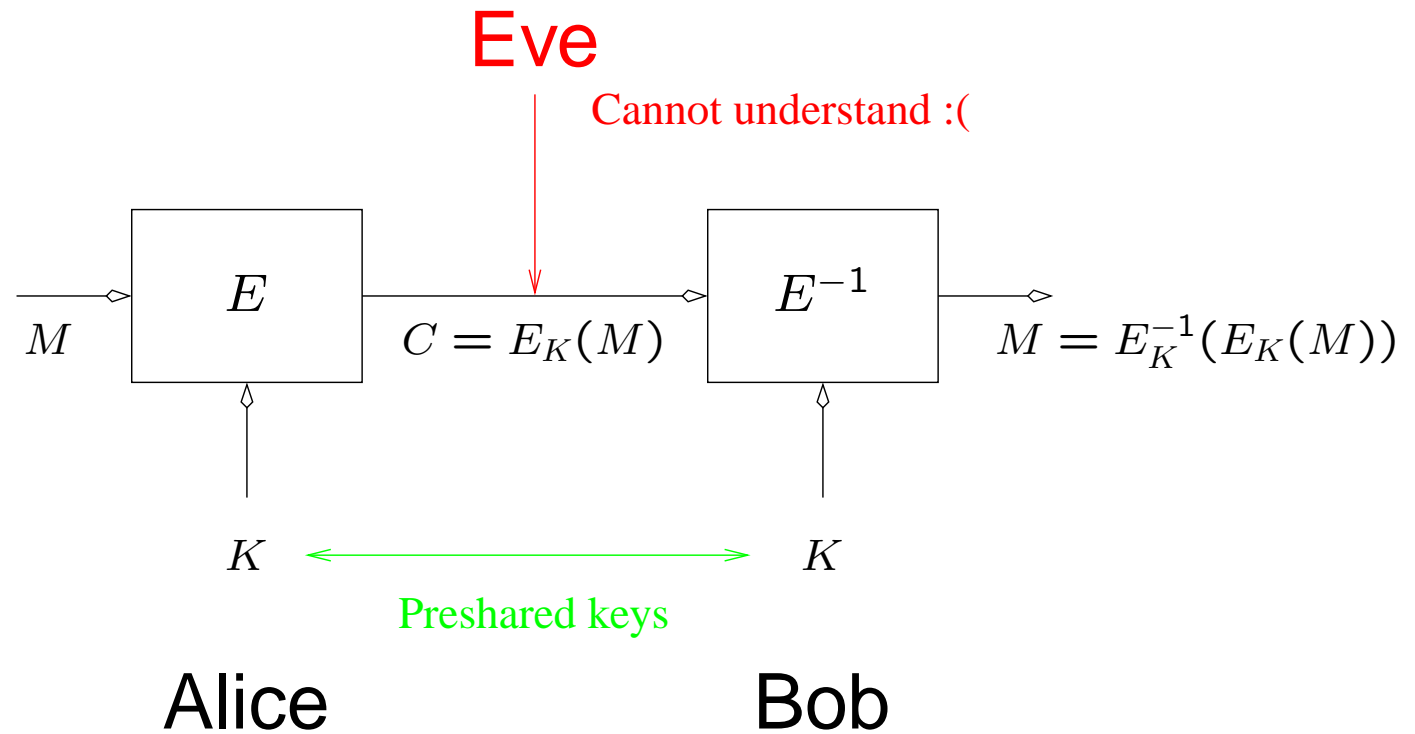 Eve
Cannot understand :(
E
E⁻¹
M
C = E_K(M)
M = E_K⁻¹(E_K(M))
K
K
Preshared keys
Alice
Bob